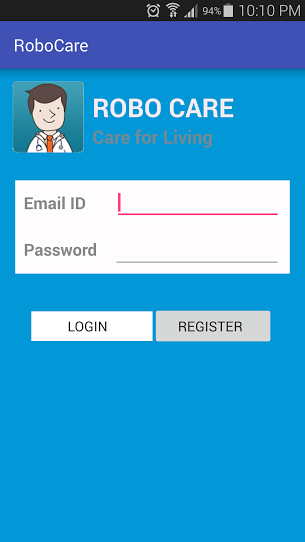 94% 10:10 PM
RoboCare
ROBO CARE
Care for Living
Email ID
Password
LOGIN REGISTER